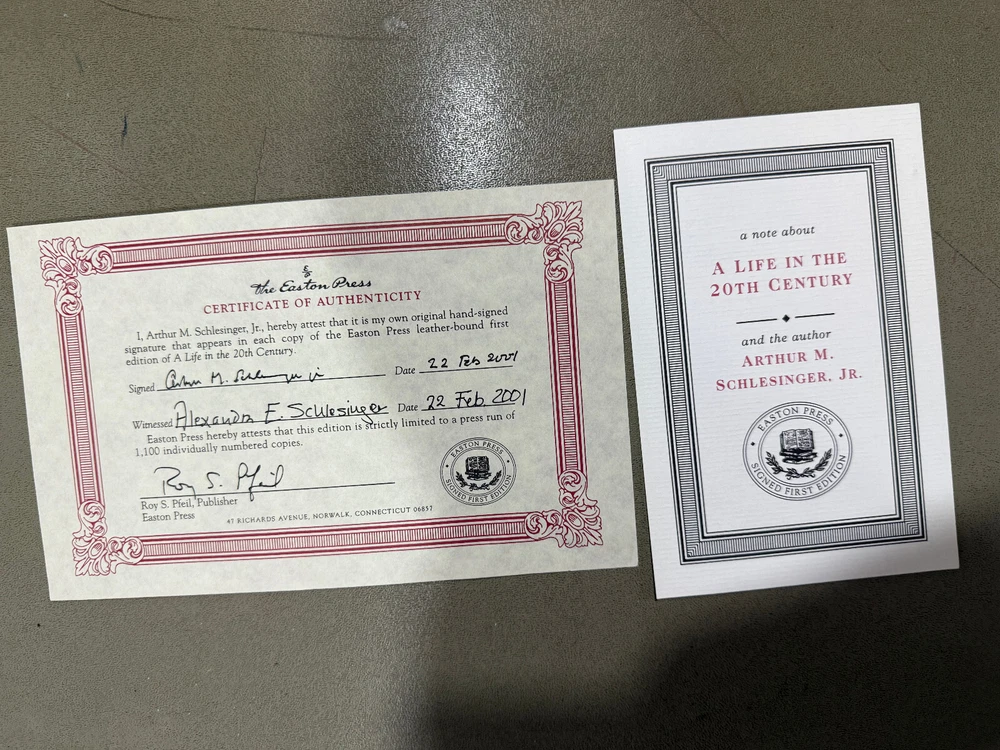 the Easton Press
CERTIFICATE OF AUTHENTICITY
I, Arthur M. Schlesinger, Jr., hereby attest that it is my own original hand-signed
signature that appears in each copy of the Easton Press leather-bound first
edition of A Life in the 20th Century.
Signed Arthur M. Schlesinger jr Date 22 Feb 2001
Witnessed Alexandra E. Schlesinger Date 22 Feb 2001
Easton Press hereby attests that this edition is strictly limited to a press run of
1,100 individually numbered copies.
Roy S. Pfeil
Roy S. Pfeil, Publisher
Easton Press
47 RICHARDS AVENUE, NORWALK, CONNECTICUT 06857
EASTON PRESS
SIGNED FIRST EDITION
a note about
A LIFE IN THE
20TH CENTURY
and the author
ARTHUR M.
SCHLESINGER, JR.
EASTON PRESS
SIGNED FIRST EDITION